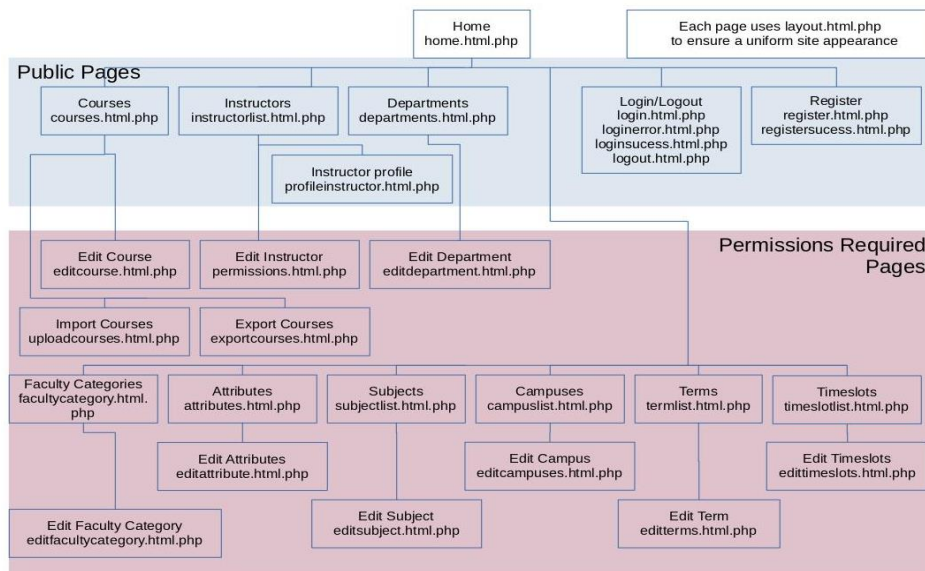 Home
home.html.php
Each page uses layout.html.php
to ensure a uniform site appearance
Public Pages
Courses
courses.html.php
Instructors
instructorlist.html.php
Departments
departments.html.php
Login/Logout
login.html.php
loginerror.html.php
loginsucess.html.php
logout.html.php
Register
register.html.php
registersucess.html.php
Instructor profile
profileinstructor.html.php
Permissions Required
Pages
Edit Course
editcourse.html.php
Edit Instructor
permissions.html.php
Edit Department
editdepartment.html.php
Import Courses
uploadcourses.html.php
Export Courses
exportcourses.html.php
Faculty Categories
facultycategory.html.
php
Attributes
attributes.html.php
Subjects
subjectlist.html.php
Campuses
campuslist.html.php
Terms
termlist.html.php
Timeslots
timeslotlist.html.php
Edit Attributes
editattribute.html.php
Edit Campus
editcampuses.html.php
Edit Timeslots
edittimeslots.html.php
Edit Faculty Category
editfacultycategory.html.php
Edit Subject
editsubject.html.php
Edit Term
editterms.html.php